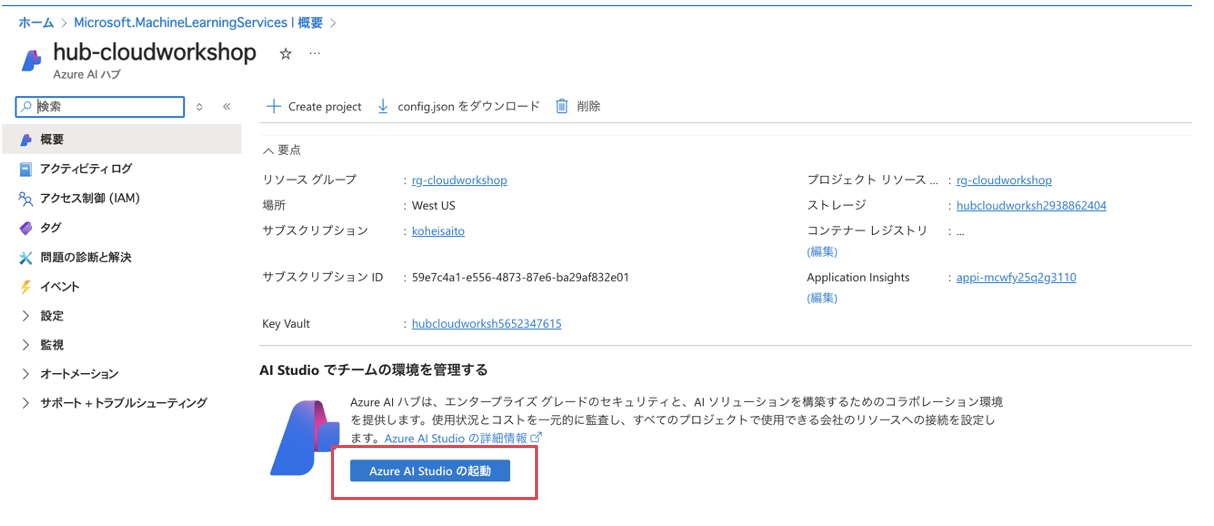 ホーム > Microsoft.MachineLearningServices | 概要 >
hub-cloudworkshop ☆ …
Azure AI ハブ
検索
概要
アクティビティ ログ
アクセス制御 (IAM)
タグ
問題の診断と解決
イベント
設定
監視
オートメーション
サポート + トラブルシューティング
Create project config.json をダウンロード 削除
要点
リソース グループ : rg-cloudworkshop
場所 : West US
サブスクリプション : koheisaito
サブスクリプション ID : 59e7c4a1-e556-4873-87e6-ba29af832e01
Key Vault : hubcloudworksh5652347615
プロジェクト リソース ... : rg-cloudworkshop
ストレージ : hubcloudworksh2938862404
コンテナー レジストリ : ...
(編集)
Application Insights : appi-mcwfy25q2g3110
(編集)
AI Studio でチームの環境を管理する
Azure AI ハブは、エンタープライズ グレードのセキュリティと、AI ソリューションを構築するためのコラボレーション環境
を提供します。使用状況とコストを一元的に監査し、すべてのプロジェクトで使用できる会社のリソースへの接続を設定し
ます。Azure AI Studio の詳細情報
Azure AI Studio の起動